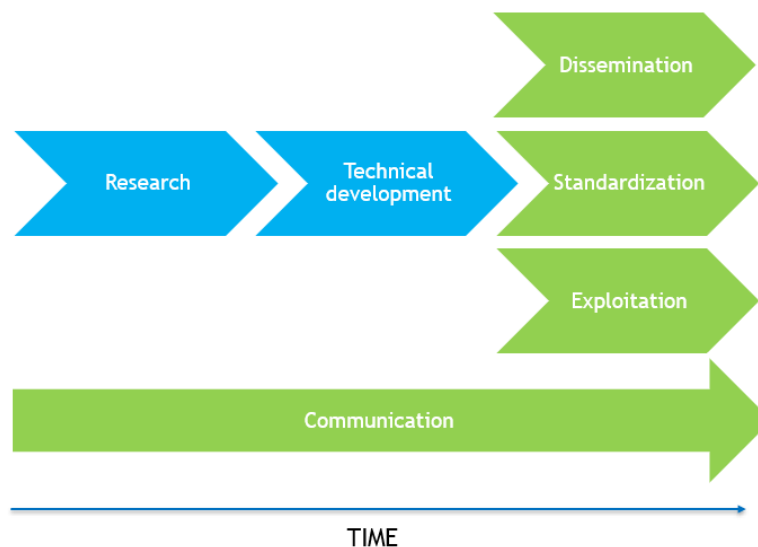 Dissemination
Research
Technical
development
Standardization
Exploitation
Communication
TIME